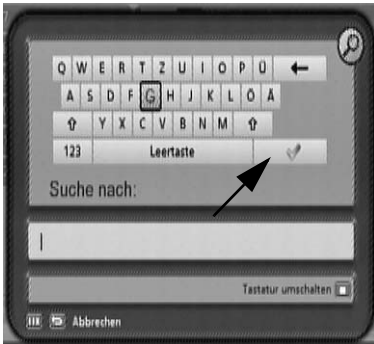 Q W E R T Z U I O P Ü
A S D F G H J K L Ö Ä
Y X C V B N M
123 Leertaste
Suche nach:
Tastatur umschalten
Abbrechen